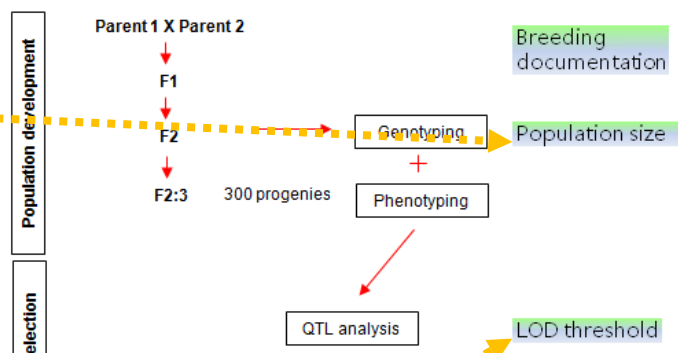 Parent 1 X Parent 2
Breeding
documentation
F1
Population development
F2
Genotyping
Population size
+
F2:3
300 progenies
Phenotyping
QTL analysis
LOD threshold
election